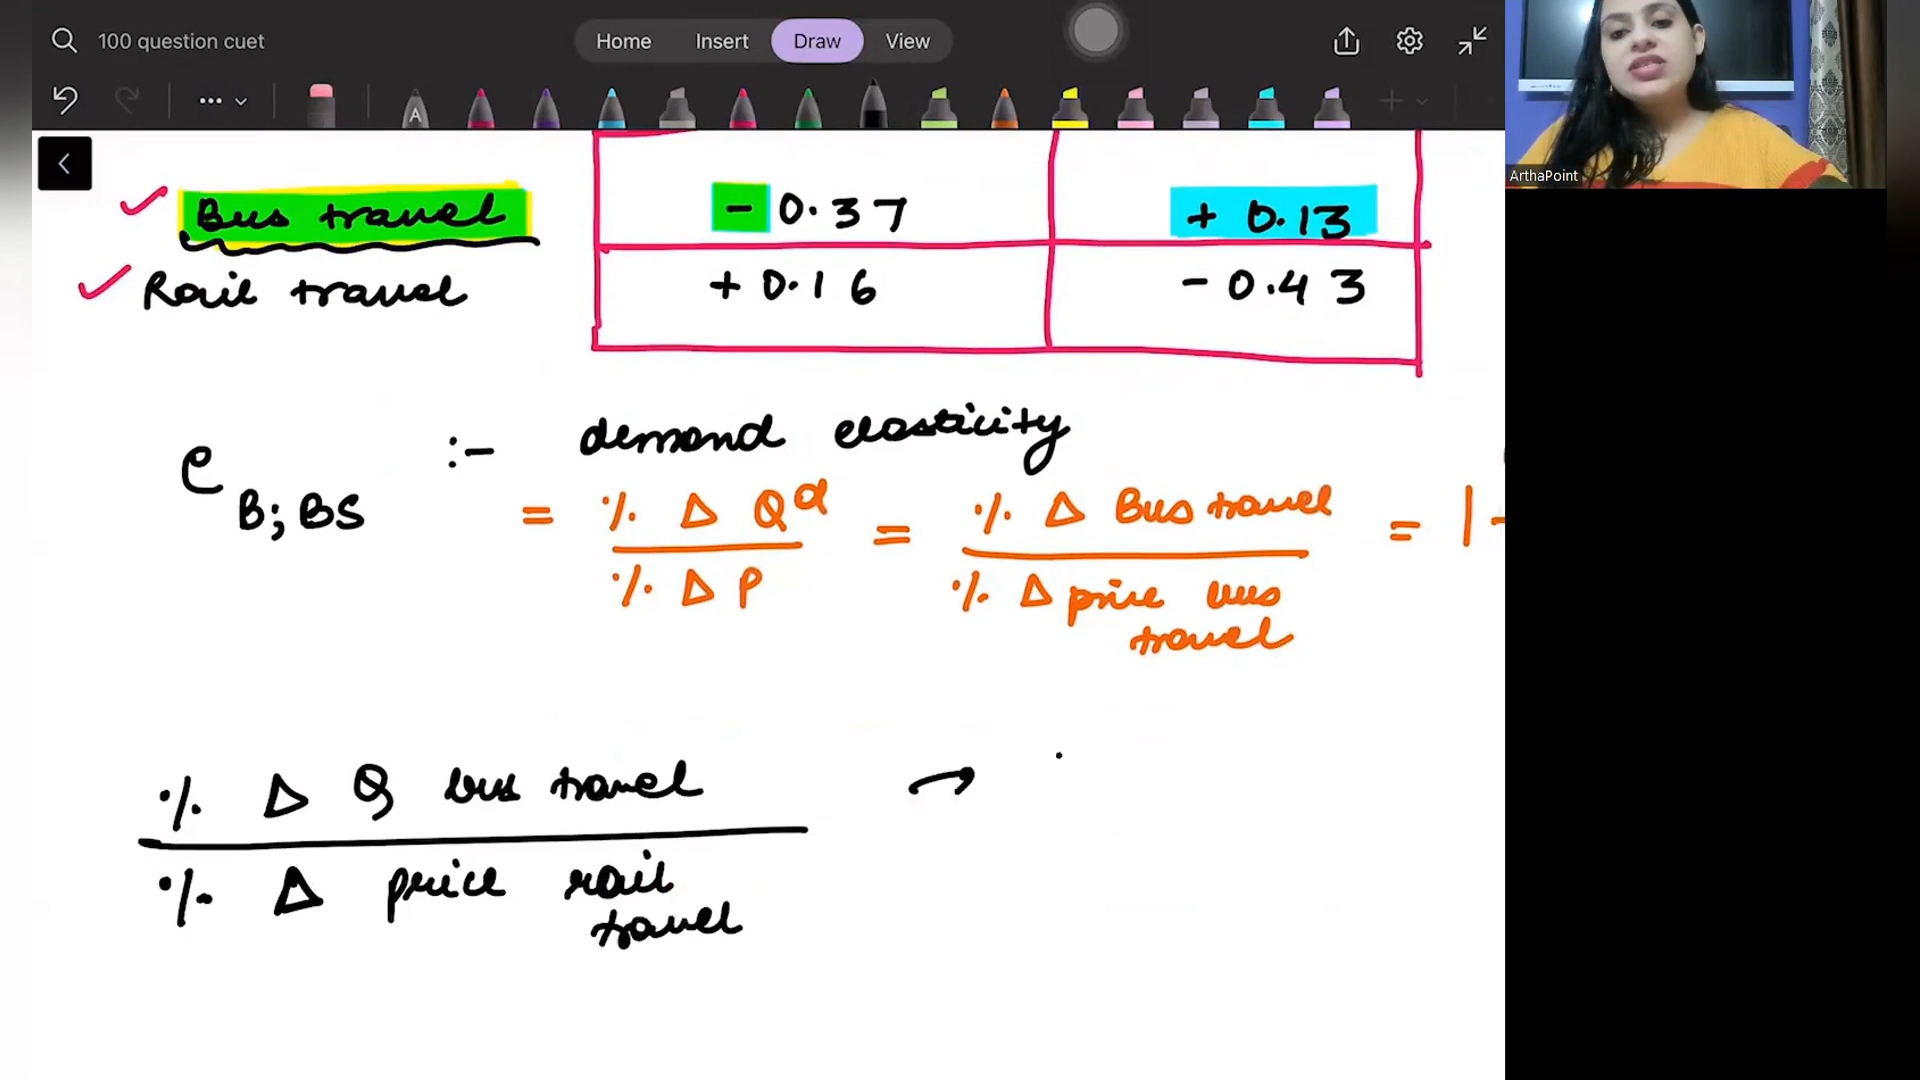 100 question cuet
Home Insert Draw View
A
ArthaPoint
Bus travel - 0.37 + 0.13
Rail travel + 0.16 - 0.43
e B; BS :- demand elasticity
= % Δ Qd / % Δ P = % Δ Bus travel / % Δ price bus travel =
% Δ Q bus travel →
% Δ price rail
travel